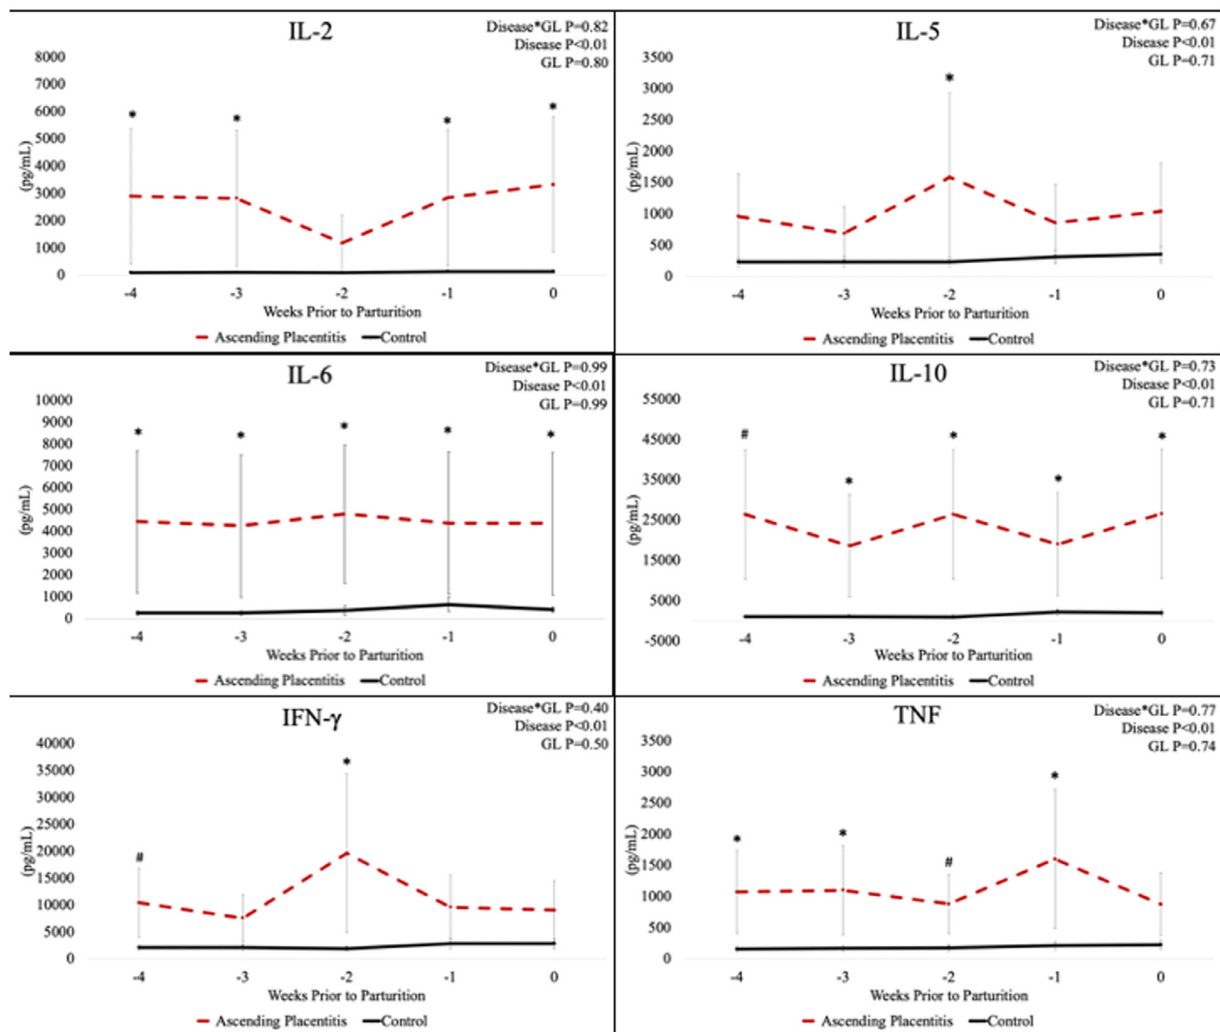 IL-2
Disease*GL P=0.82
Disease P<0.01
GL P=0.80
8000
7000
6000
5000
4000
3000
2000
1000
0
(pg/mL)
* * * *
-4 -3 -2 -1 0
Weeks Prior to Parturition
Ascending Placentitis Control
IL-5
Disease*GL P=0.67
Disease P<0.01
GL P=0.71
3500
3000
2500
2000
1500
1000
500
0
(pg/mL)
*
-4 -3 -2 -1 0
Weeks Prior to Parturition
Ascending Placentitis Control
IL-6
Disease*GL P=0.99
Disease P<0.01
GL P=0.99
10000
9000
8000
7000
6000
5000
4000
3000
2000
1000
0
(pg/mL)
* * * * *
-4 -3 -2 -1 0
Weeks Prior to Parturition
Ascending Placentitis Control
IL-10
Disease*GL P=0.73
Disease P<0.01
GL P=0.71
55000
45000
35000
25000
15000
5000
-5000
(pg/mL)
# * * * *
-4 -3 -2 -1 0
Weeks Prior to Parturition
Ascending Placentitis Control
IFN-γ
Disease*GL P=0.40
Disease P<0.01
GL P=0.50
40000
35000
30000
25000
20000
15000
10000
5000
0
(pg/mL)
# *
-4 -3 -2 -1 0
Weeks Prior to Parturition
Ascending Placentitis Control
TNF
Disease*GL P=0.77
Disease P<0.01
GL P=0.74
3500
3000
2500
2000
1500
1000
500
0
(pg/mL)
* * # *
-4 -3 -2 -1 0
Weeks Prior to Parturition
Ascending Placentitis Control